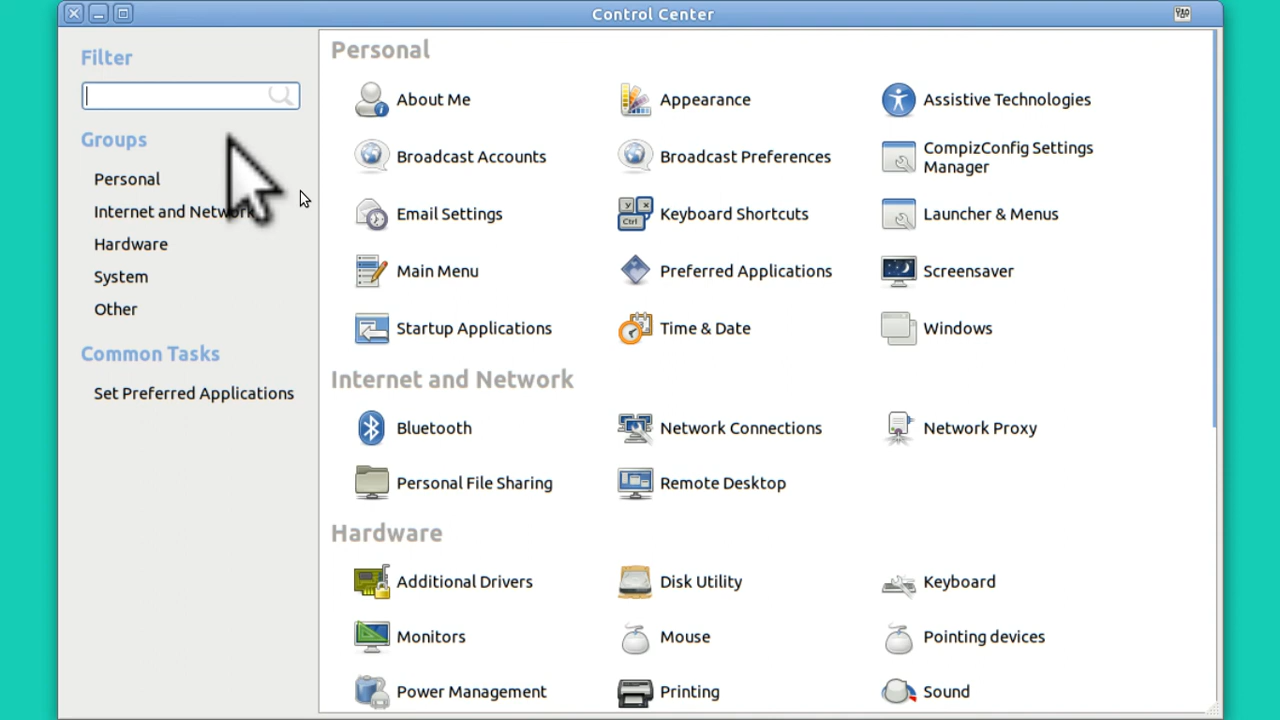 Control Center
Filter
Groups
Personal
Internet and Network
Hardware
System
Other
Common Tasks
Set Preferred Applications
Personal
About Me
Appearance
Assistive Technologies
Broadcast Accounts
Broadcast Preferences
CompizConfig Settings
Manager
Email Settings
Keyboard Shortcuts
Launcher & Menus
Main Menu
Preferred Applications
Screensaver
Startup Applications
Time & Date
Windows
Internet and Network
Bluetooth
Network Connections
Network Proxy
Personal File Sharing
Remote Desktop
Hardware
Additional Drivers
Disk Utility
Keyboard
Monitors
Mouse
Pointing devices
Power Management
Printing
Sound